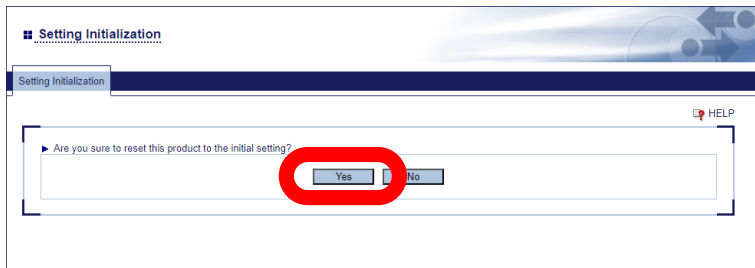 Setting Initialization
Setting Initialization
HELP
Are you sure to reset this product to the initial setting?
Yes No